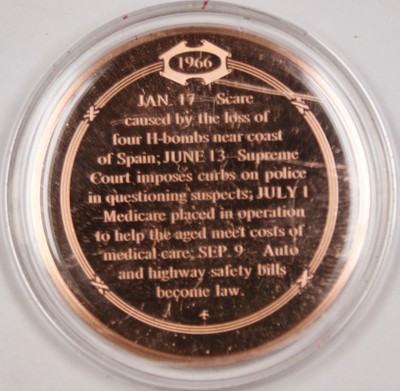 1966
JAN. 17 Scare
caused by the loss of
four H-bombs near coast
of Spain; JUNE 13 Supreme
Court imposes curbs on police
in questioning suspects; JULY 1
Medicare placed in operation
to help the aged meet costs of
medical care; SEP. 9 Auto
and highway safety bills
become law.